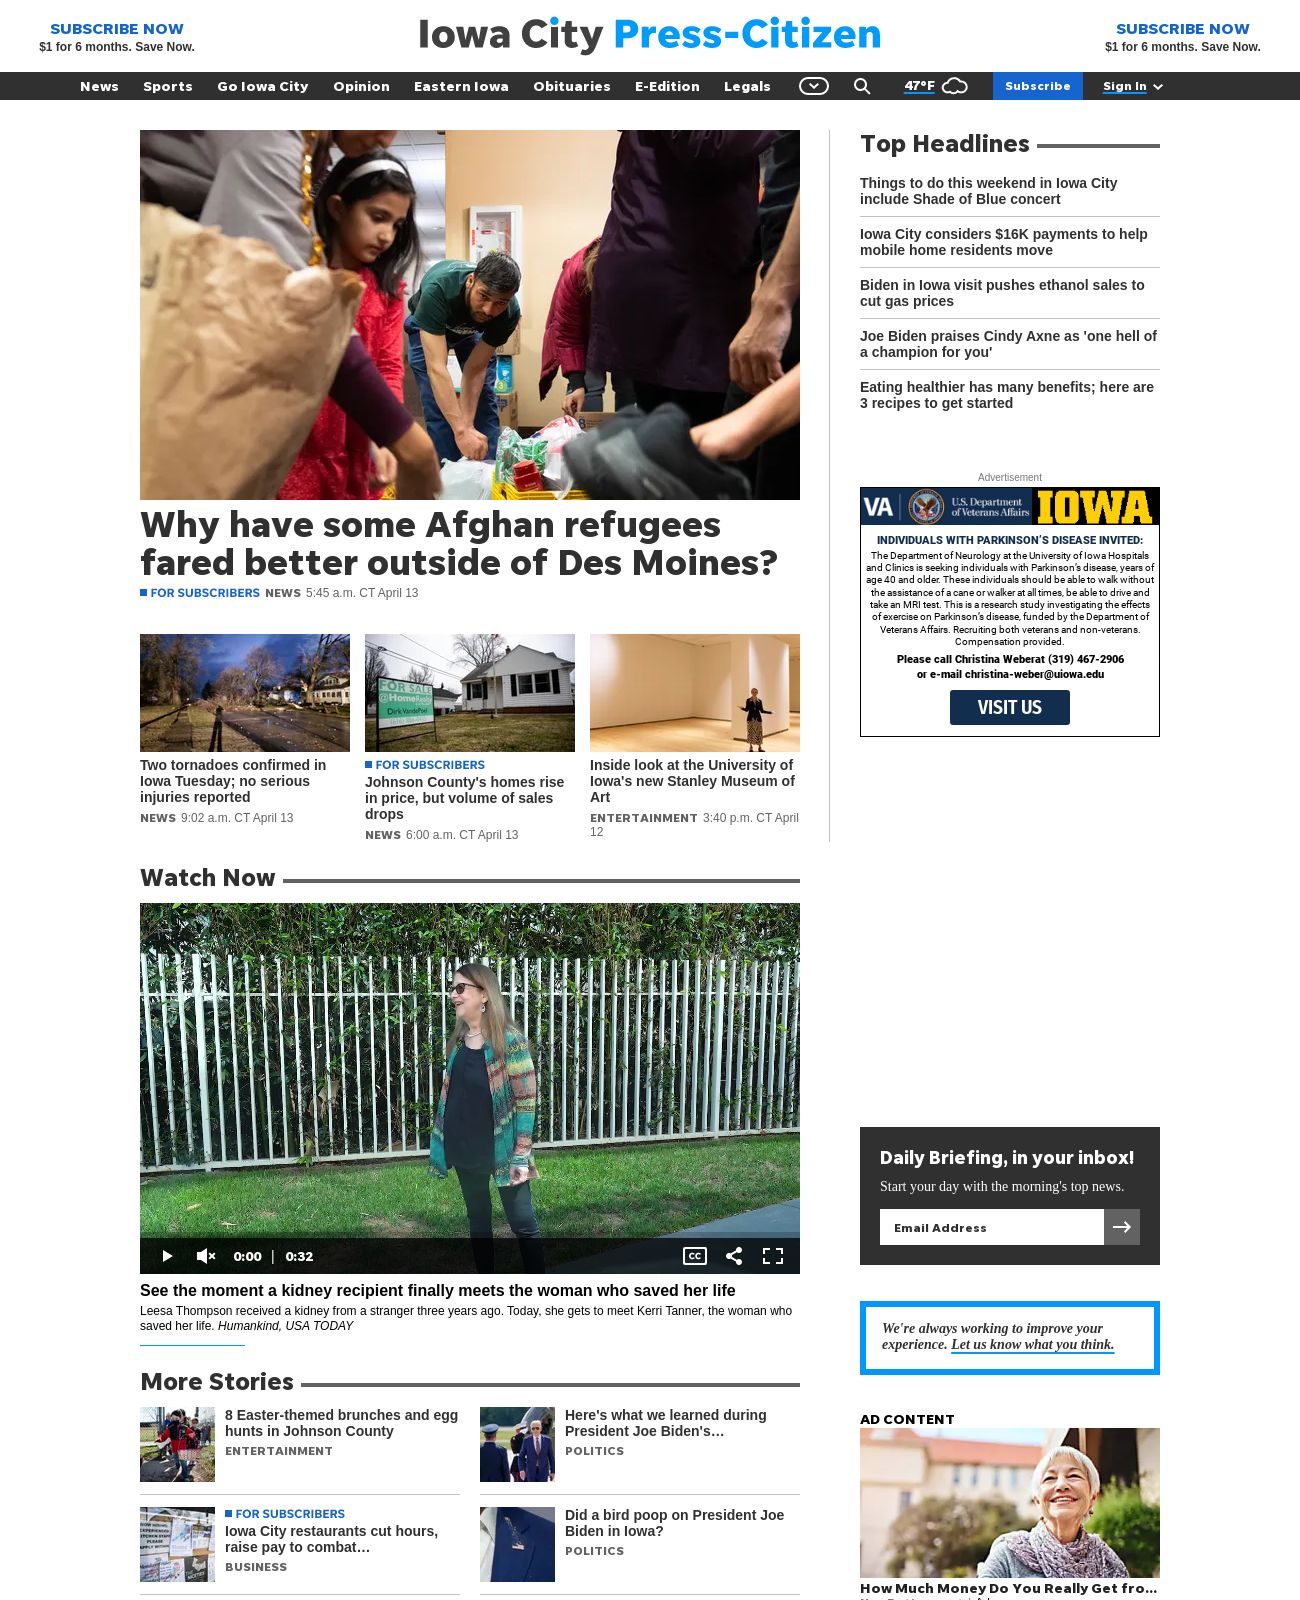 SUBSCRIBE NOW
$1 for 6 months. Save Now.
Iowa City Press-Citizen
SUBSCRIBE NOW
$1 for 6 months. Save Now.
News Sports Go Iowa City Opinion Eastern Iowa Obituaries E-Edition Legals 47°F Subscribe Sign In
Why have some Afghan refugees
fared better outside of Des Moines?
FOR SUBSCRIBERS NEWS 5:45 a.m. CT April 13
FOR SALE
@HomeRealty
Dirk VandePoel
Two tornadoes confirmed in
Iowa Tuesday; no serious
injuries reported
NEWS 9:02 a.m. CT April 13
FOR SUBSCRIBERS
Johnson County's homes rise
in price, but volume of sales
drops
NEWS 6:00 a.m. CT April 13
Inside look at the University of
Iowa's new Stanley Museum of
Art
ENTERTAINMENT 3:40 p.m. CT April
12
Top Headlines
Things to do this weekend in Iowa City
include Shade of Blue concert
Iowa City considers $16K payments to help
mobile home residents move
Biden in Iowa visit pushes ethanol sales to
cut gas prices
Joe Biden praises Cindy Axne as 'one hell of
a champion for you'
Eating healthier has many benefits; here are
3 recipes to get started
Advertisement
VA U.S. Department
of Veterans Affairs IOWA
INDIVIDUALS WITH PARKINSON'S DISEASE INVITED:
The Department of Neurology at the University of Iowa Hospitals
and Clinics is seeking individuals with Parkinson's disease, years of
age 40 and older. These individuals should be able to walk without
the assistance of a cane or walker at all times, be able to drive and
take an MRI test. This is a research study investigating the effects
of exercise on Parkinson's disease, funded by the Department of
Veterans Affairs. Recruiting both veterans and non-veterans.
Compensation provided.
Please call Christina Weberat (319) 467-2906
or e-mail christina-weber@uiowa.edu
VISIT US
Watch Now
0:00 | 0:32 CC
See the moment a kidney recipient finally meets the woman who saved her life
Leesa Thompson received a kidney from a stranger three years ago. Today, she gets to meet Kerri Tanner, the woman who
saved her life. Humankind, USA TODAY
Daily Briefing, in your inbox!
Start your day with the morning's top news.
Email Address
We're always working to improve your
experience. Let us know what you think.
More Stories
8 Easter-themed brunches and egg
hunts in Johnson County
ENTERTAINMENT
Here's what we learned during
President Joe Biden's…
POLITICS
FOR SUBSCRIBERS
Iowa City restaurants cut hours,
raise pay to combat…
BUSINESS
Did a bird poop on President Joe
Biden in Iowa?
POLITICS
AD CONTENT
How Much Money Do You Really Get fro…